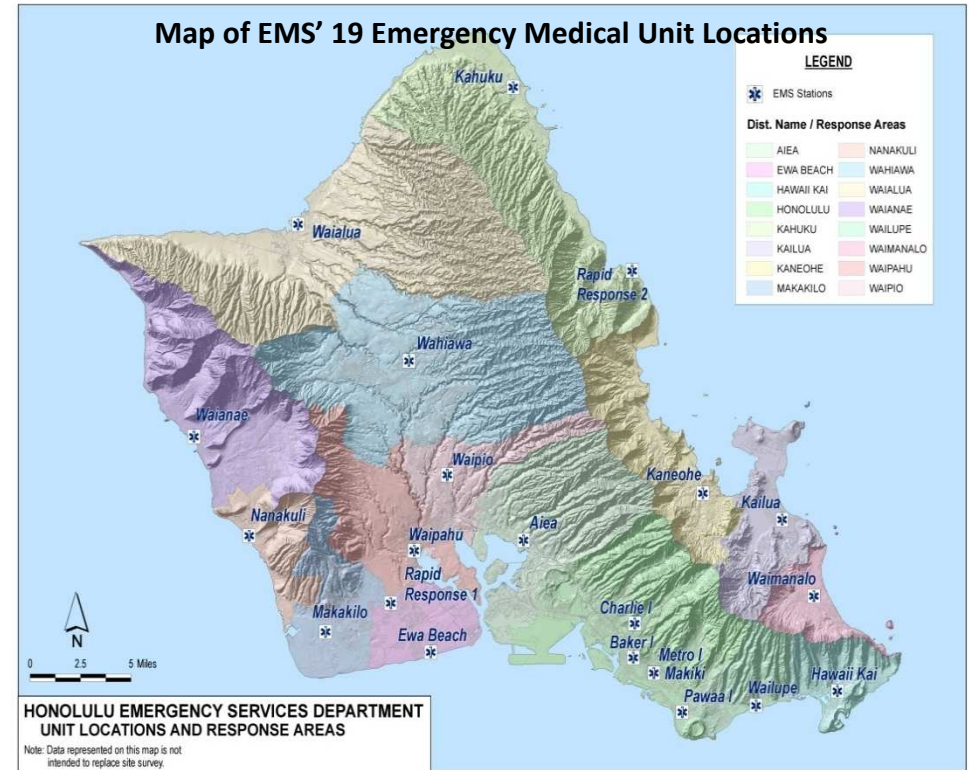 Map of EMS' 19 Emergency Medical Unit Locations
LEGEND
EMS Stations
Dist. Name / Response Areas
AIEA
EWA BEACH
HAWAII KAI
HONOLULU
KAHUKU
KAILUA
KANEOHE
MAKAKILO
NANAKULI
WAHIAWA
WAIALUA
WAIANAE
WAILUPE
WAIMANALO
WAIPAHU
WAIPIO
Kahuku
Waialua
Rapid
Response 2
Wahiawa
Waianae
Waipio
Kaneohe
Kailua
Nanakuli
Waipahu
Aiea
Rapid
Response 1
Waimanalo
Makakilo
Ewa Beach
Charlie I
Baker I
Metro I
Makiki
Pawaa I
Wailupe
Hawaii Kai
N
0 2.5 5 Miles
HONOLULU EMERGENCY SERVICES DEPARTMENT
UNIT LOCATIONS AND RESPONSE AREAS
Note: Data represented on this map is not
intended to replace site survey.